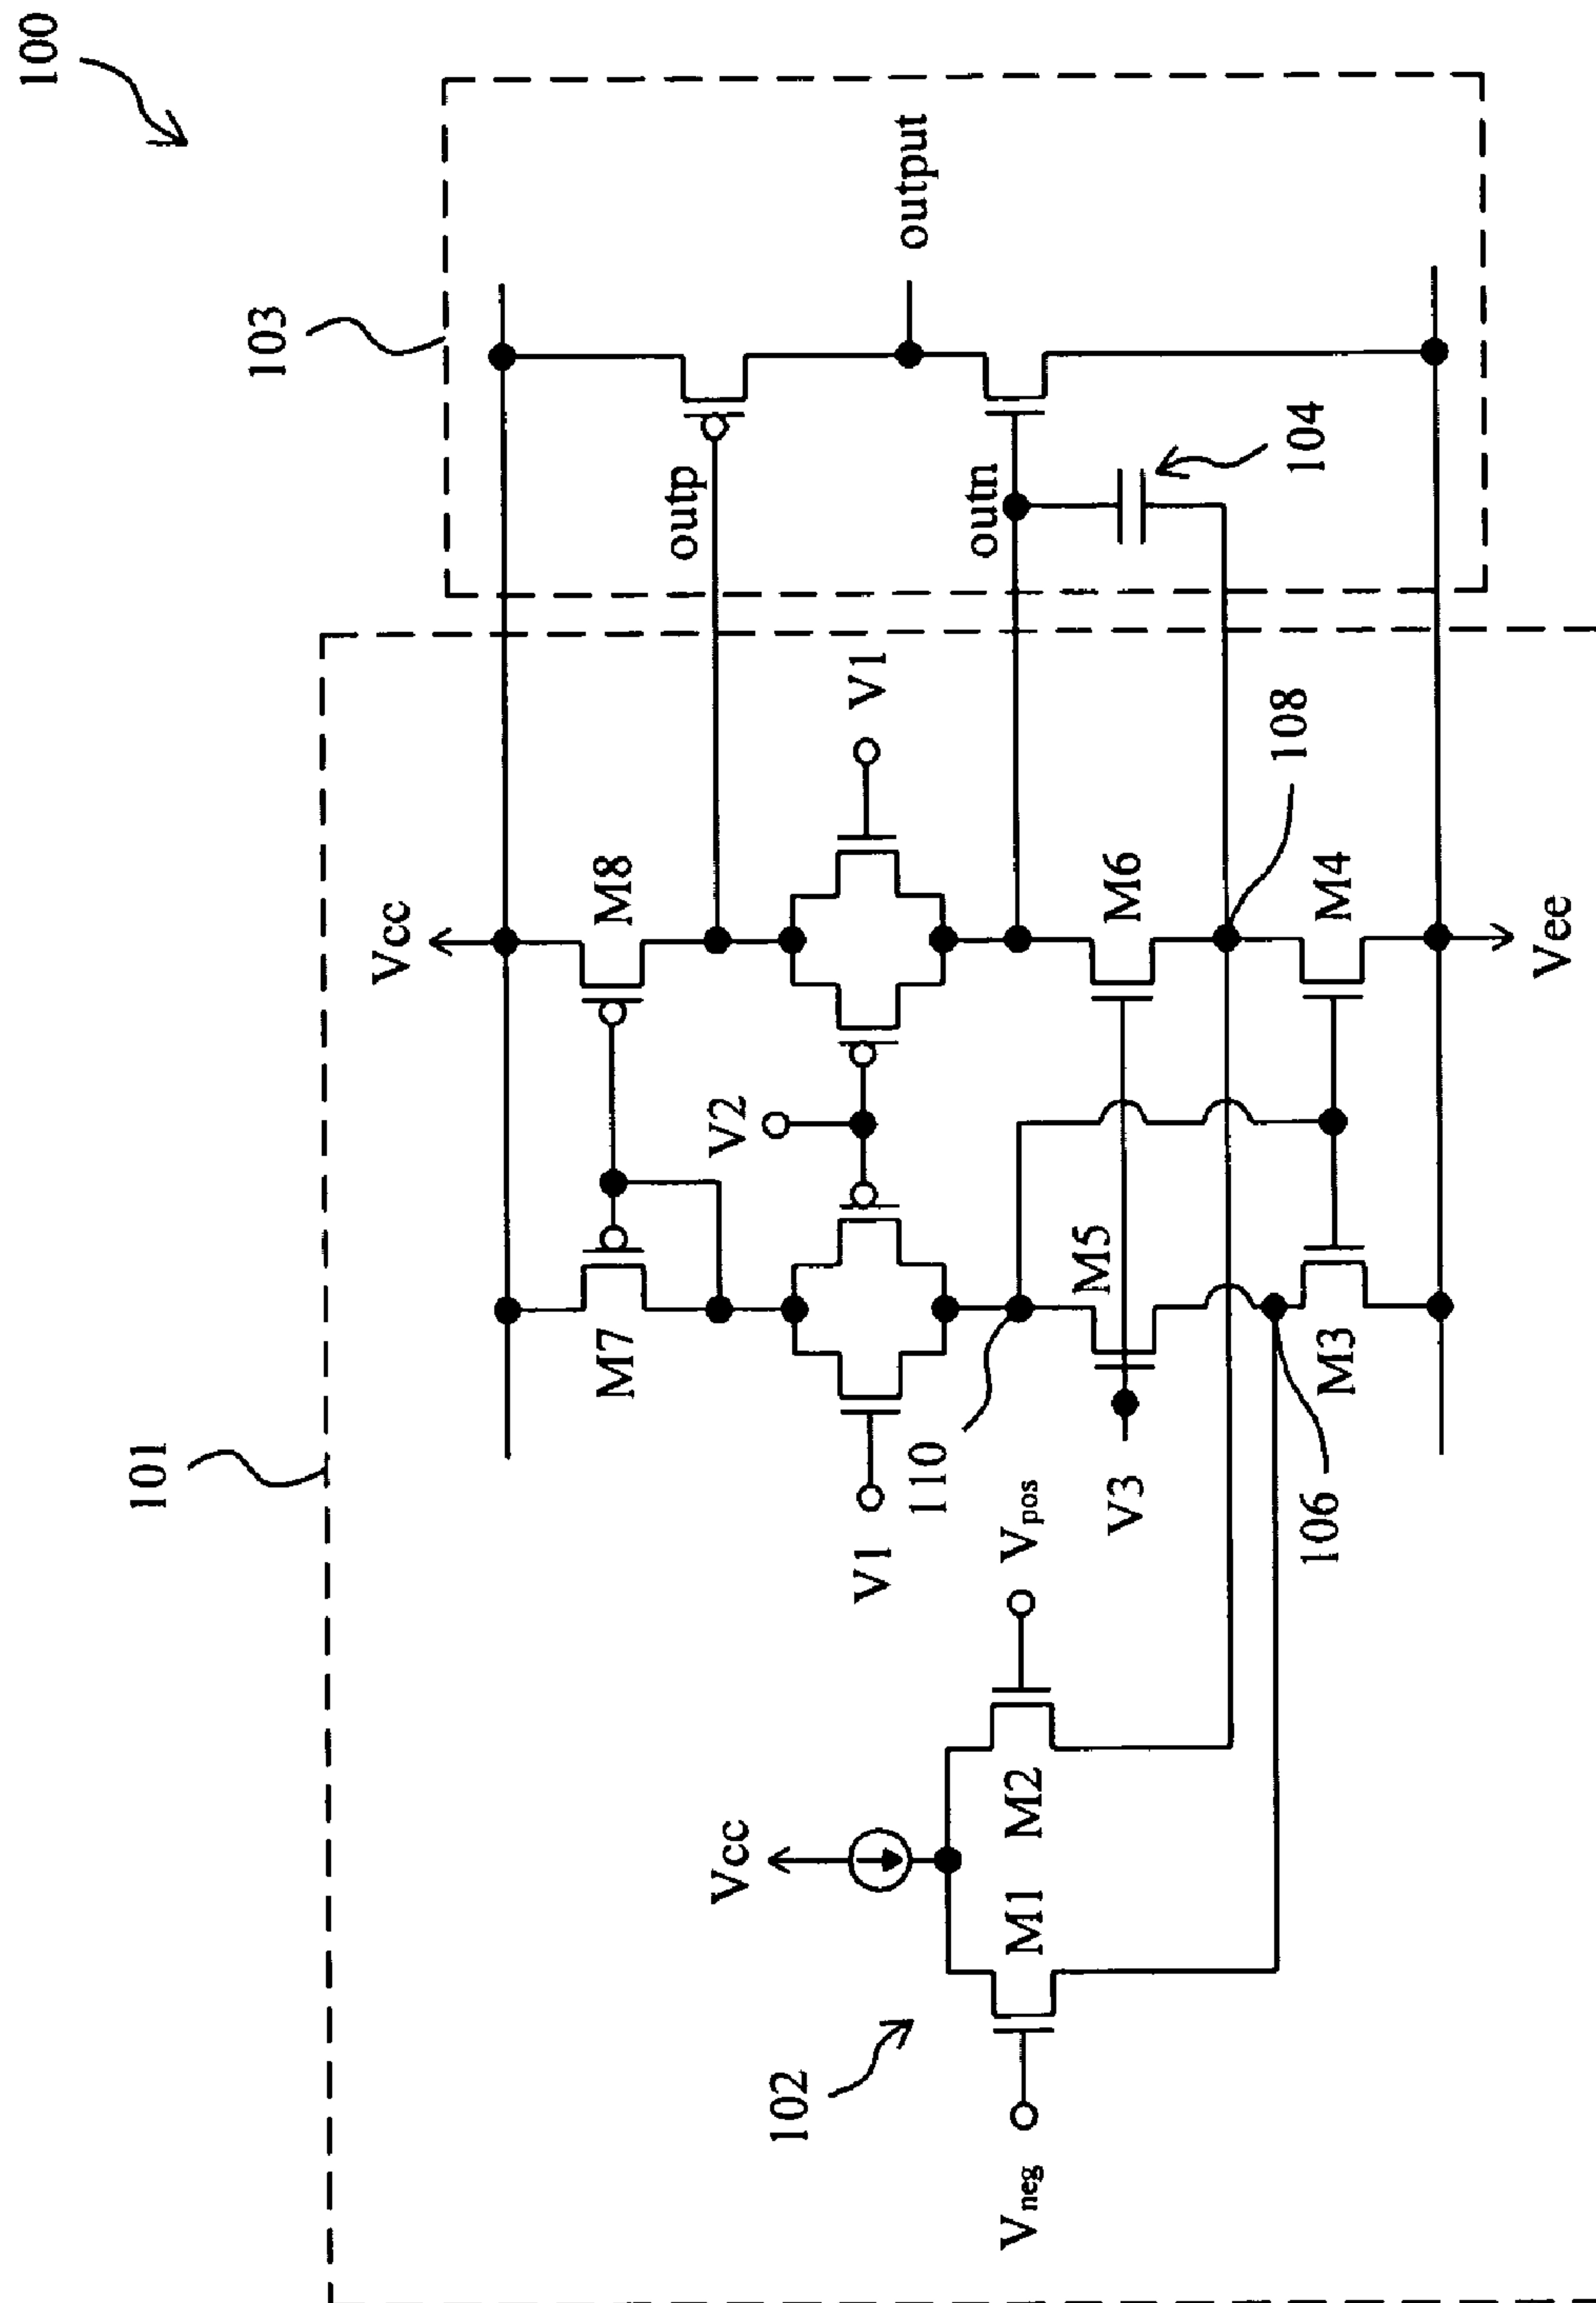 100
101
103
Vcc
M7
M8
outp
output
Vcc
V2
V1
V1
102
110
outn
Vneg
M1
M2
Vpos
M5
M6
V3
104
108
106
M3
M4
Vee